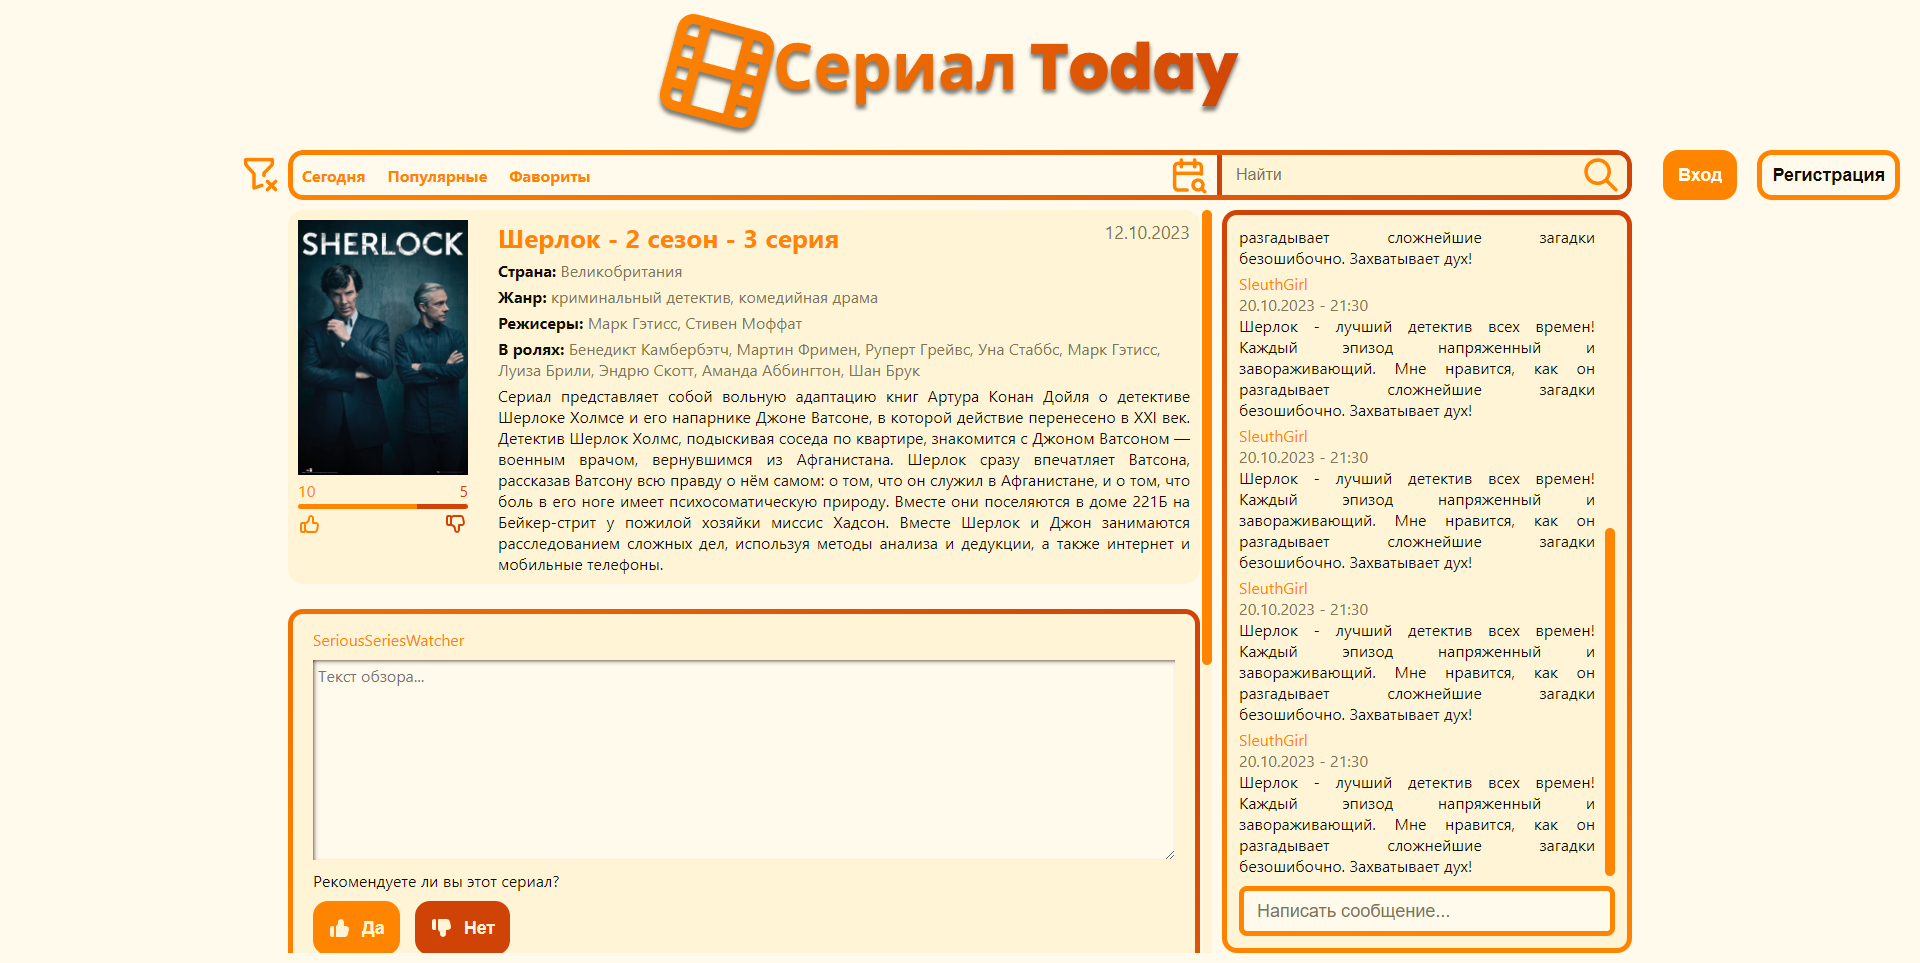 Сериал Today
Сегодня Популярные Фавориты
Найти
Вход
Регистрация
SHERLOCK
10 5
Шерлок - 2 сезон - 3 серия
12.10.2023
Страна: Великобритания
Жанр: криминальный детектив, комедийная драма
Режисеры: Марк Гэтисс, Стивен Моффат
В ролях: Бенедикт Камбербэтч, Мартин Фримен, Руперт Грейвс, Уна Стаббс, Марк Гэтисс,
Луиза Брили, Эндрю Скотт, Аманда Аббингтон, Шан Брук
Сериал представляет собой вольную адаптацию книг Артура Конан Дойля о детективе
Шерлоке Холмсе и его напарнике Джоне Ватсоне, в которой действие перенесено в XXI век.
Детектив Шерлок Холмс, подыскивая соседа по квартире, знакомится с Джоном Ватсоном —
военным врачом, вернувшимся из Афганистана. Шерлок сразу впечатляет Ватсона,
рассказав Ватсону всю правду о нём самом: о том, что он служил в Афганистане, и о том, что
боль в его ноге имеет психосоматическую природу. Вместе они поселяются в доме 221Б на
Бейкер-стрит у пожилой хозяйки миссис Хадсон. Вместе Шерлок и Джон занимаются
расследованием сложных дел, используя методы анализа и дедукции, а также интернет и
мобильные телефоны.
SeriousSeriesWatcher
Текст обзора...
Рекомендуете ли вы этот сериал?
Да
Нет
разгадывает сложнейшие загадки
безошибочно. Захватывает дух!
SleuthGirl
20.10.2023 - 21:30
Шерлок - лучший детектив всех времен!
Каждый эпизод напряженный и
завораживающий. Мне нравится, как он
разгадывает сложнейшие загадки
безошибочно. Захватывает дух!
SleuthGirl
20.10.2023 - 21:30
Шерлок - лучший детектив всех времен!
Каждый эпизод напряженный и
завораживающий. Мне нравится, как он
разгадывает сложнейшие загадки
безошибочно. Захватывает дух!
SleuthGirl
20.10.2023 - 21:30
Шерлок - лучший детектив всех времен!
Каждый эпизод напряженный и
завораживающий. Мне нравится, как он
разгадывает сложнейшие загадки
безошибочно. Захватывает дух!
SleuthGirl
20.10.2023 - 21:30
Шерлок - лучший детектив всех времен!
Каждый эпизод напряженный и
завораживающий. Мне нравится, как он
разгадывает сложнейшие загадки
безошибочно. Захватывает дух!
Написать сообщение...